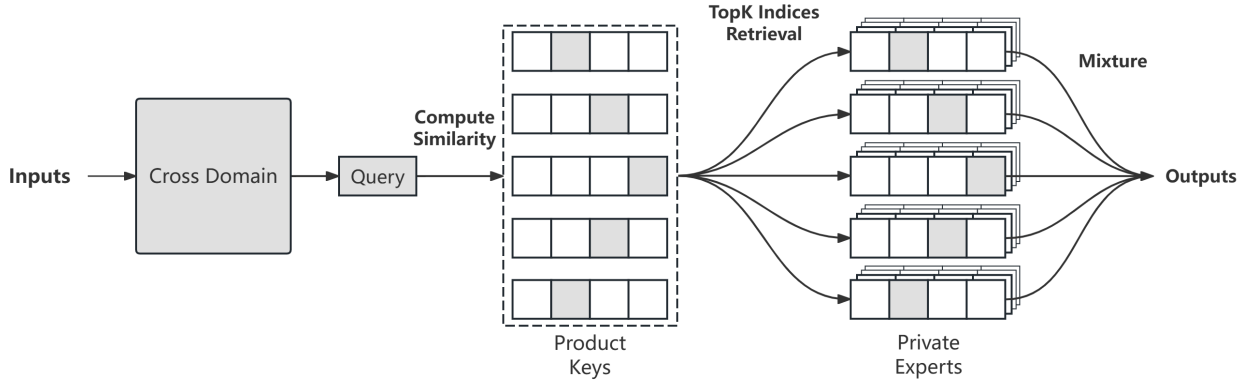 Inputs
Cross Domain
Query
Compute
Similarity
Product
Keys
TopK Indices
Retrieval
Private
Experts
Mixture
Outputs